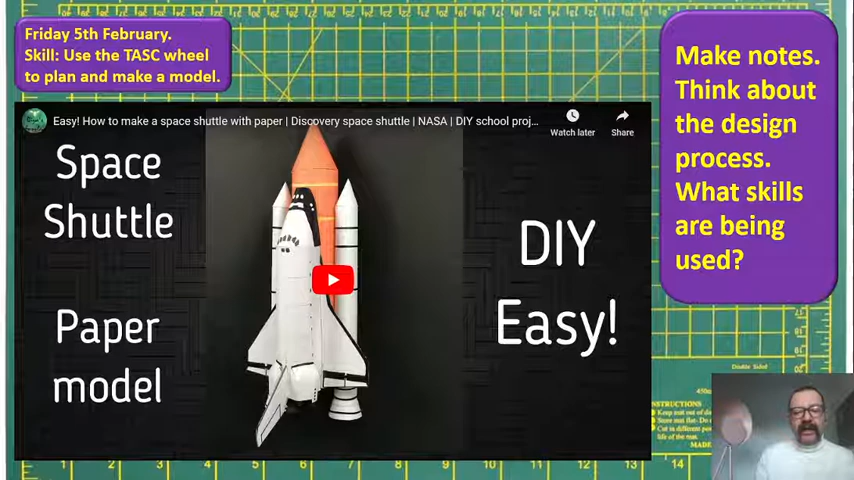 Friday 5th February.
Skill: Use the TASC wheel
to plan and make a model.
Make notes.
Think about
the design
process.
What skills
are being
used?
Easy! How to make a space shuttle with paper | Discovery space shuttle | NASA | DIY school proj...
Watch later
Share
Space
Shuttle
Paper
model
DIY
Easy!
Double Sided
INSTRUCTIONS
MADE
1 2 3 4 5 6 7 8 9 10 11 12 13 14